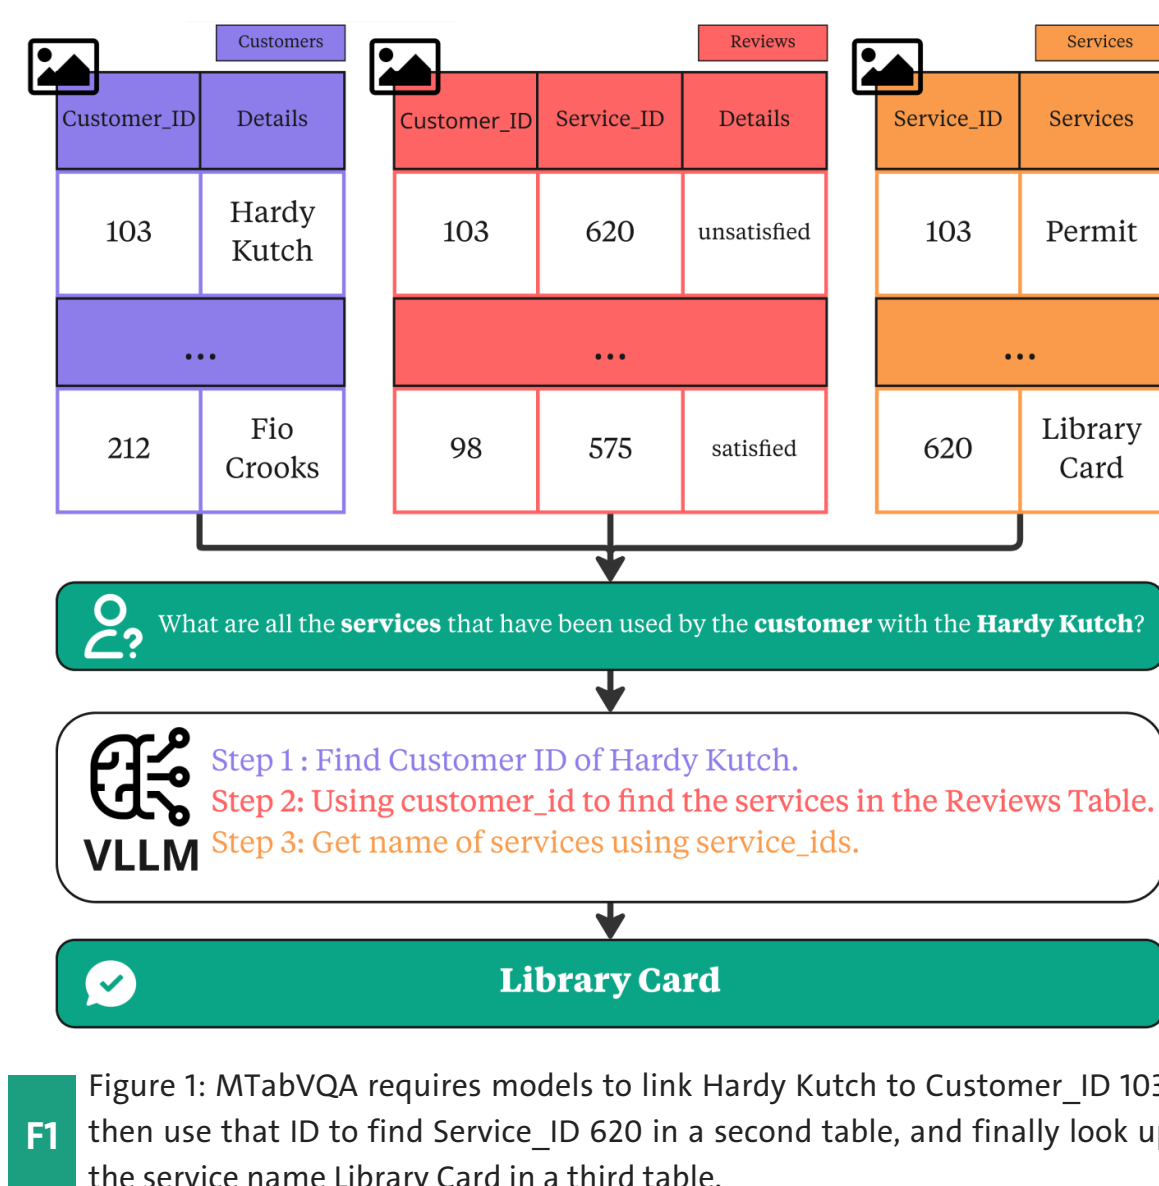 Customers
Customer_ID Details
103 Hardy Kutch
...
212 Fio Crooks
Reviews
Customer_ID Service_ID Details
103 620 unsatisfied
...
98 575 satisfied
Services
Service_ID Services
103 Permit
...
620 Library Card
What are all the services that have been used by the customer with the Hardy Kutch?
VLLM
Step 1 : Find Customer ID of Hardy Kutch.
Step 2: Using customer_id to find the services in the Reviews Table.
Step 3: Get name of services using service_ids.
Library Card
F1
Figure 1: MTabVQA requires models to link Hardy Kutch to Customer_ID 103
then use that ID to find Service_ID 620 in a second table, and finally look up
the service name Library Card in a third table.